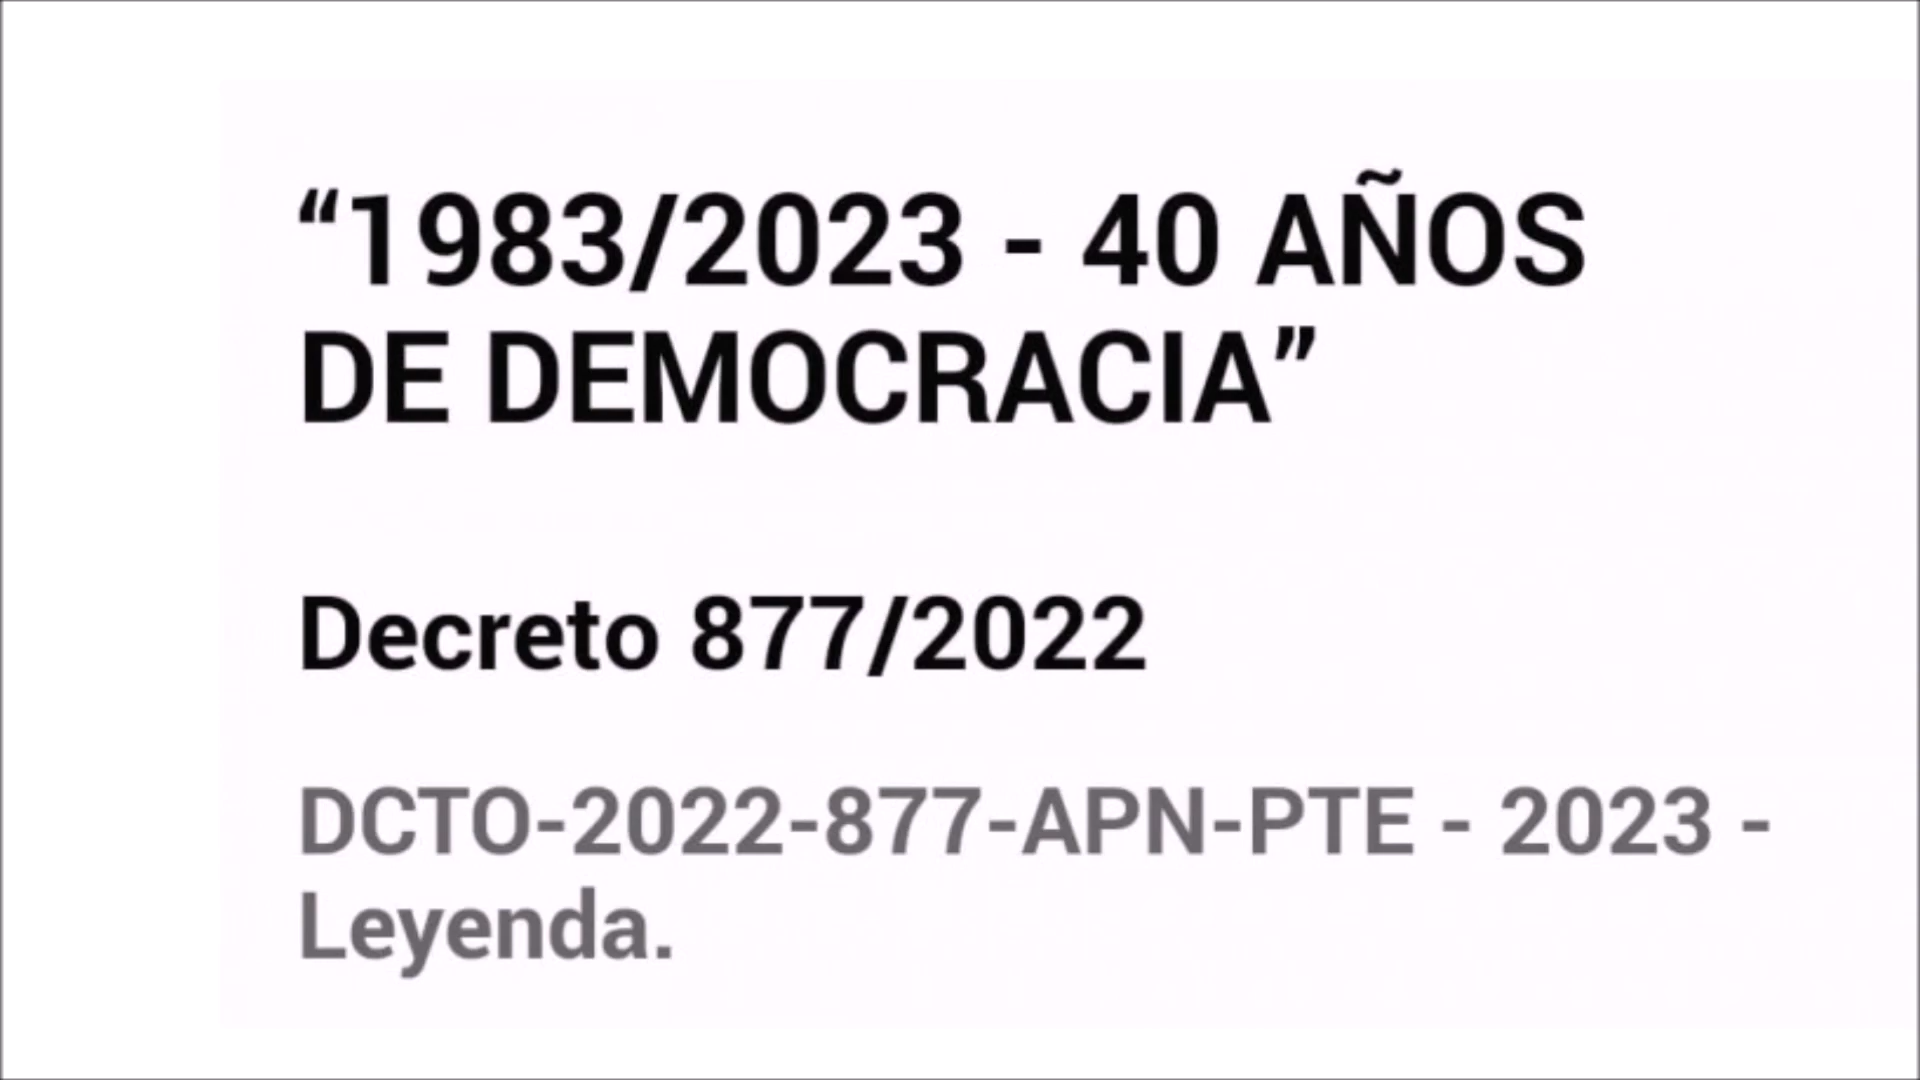 “1983/2023 - 40 AÑOS
DE DEMOCRACIA”
Decreto 877/2022
DCTO-2022-877-APN-PTE - 2023 -
Leyenda.